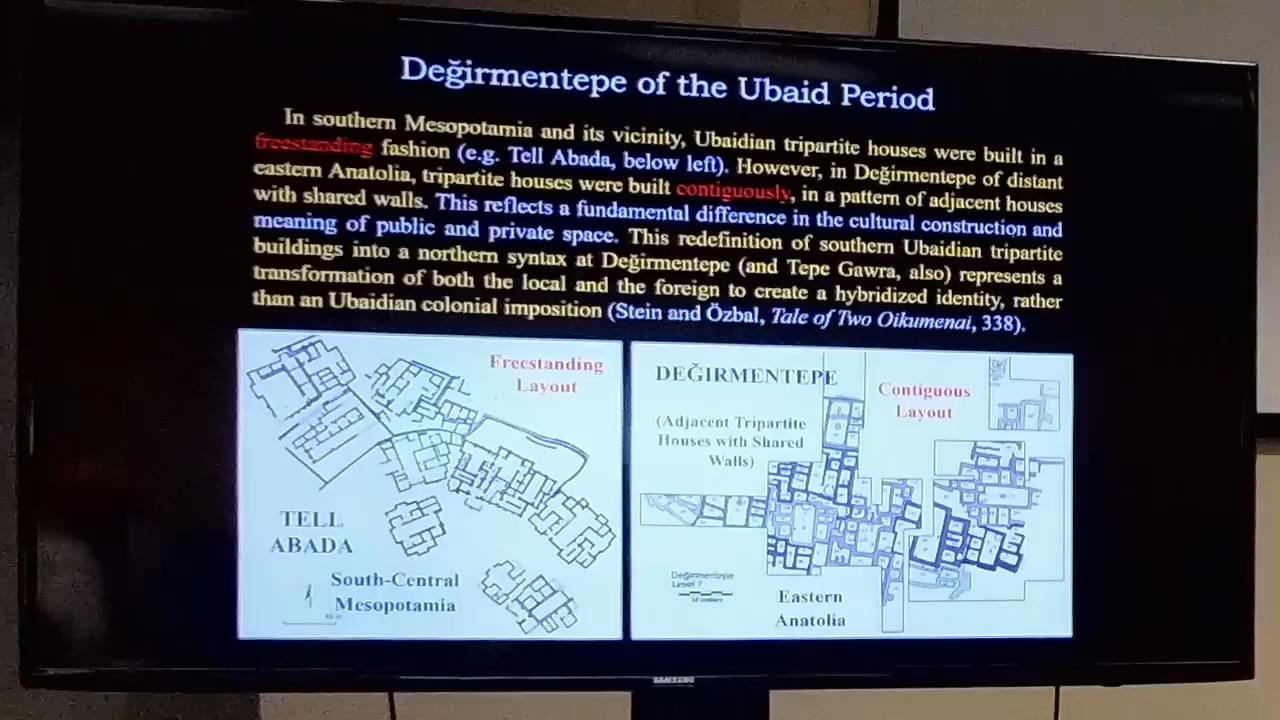 Değirmentepe of the Ubaid Period
In southern Mesopotamia and its vicinity, Ubaidian tripartite houses were built in a
freestanding fashion (e.g. Tell Abada, below left). However, in Değirmentepe of distant
eastern Anatolia, tripartite houses were built contiguously, in a pattern of adjacent houses
with shared walls. This reflects a fundamental difference in the cultural construction and
meaning of public and private space. This redefinition of southern Ubaidian tripartite
buildings into a northern syntax at Değirmentepe (and Tepe Gawra, also) represents a
transformation of both the local and the foreign to create a hybridized identity, rather
than an Ubaidian colonial imposition (Stein and Özbal, Tale of Two Oikumenai, 338).
Freestanding
Layout
TELL
ABADA
South-Central
Mesopotamia
DEĞIRMENTEPE
(Adjacent Tripartite
Houses with Shared
Walls)
Contiguous
Layout
Değirmentepe
Level 7
Eastern
Anatolia
SAMSUNG